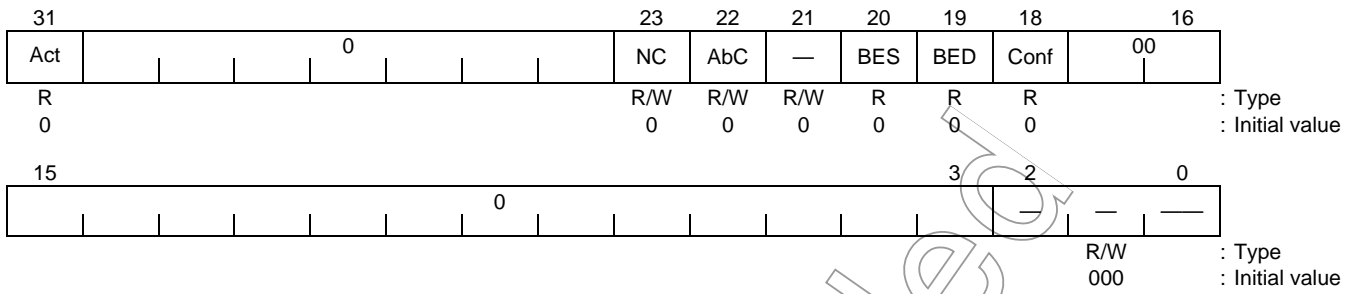 31 23 22 21 20 19 18 16
Act 0 NC AbC — BES BED Conf 00
R R/W R/W R/W R R R : Type
0 0 0 0 0 0 0 : Initial value
15 3 2 0
0 — — ——
R/W : Type
000 : Initial value